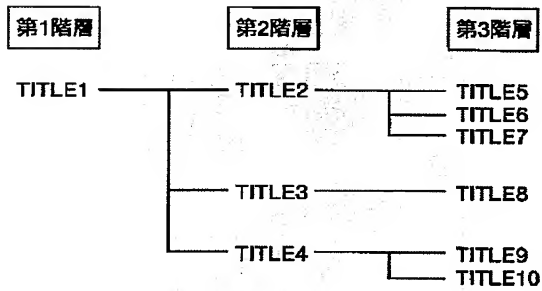 第1階層 第2階層 第3階層
TITLE1 TITLE2 TITLE5
TITLE6
TITLE7
TITLE3 TITLE8
TITLE4 TITLE9
TITLE10